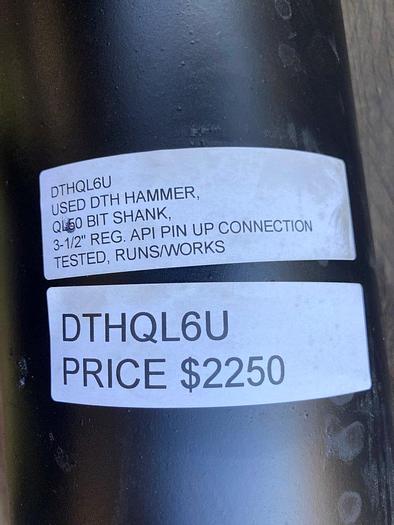 DTHQL6U
USED DTH HAMMER,
BIT SHANK,
3-1/2" REG. API PIN UP CONNECTION
TESTED, RUNS/WORKS
DTHQL6U
PRICE $2250